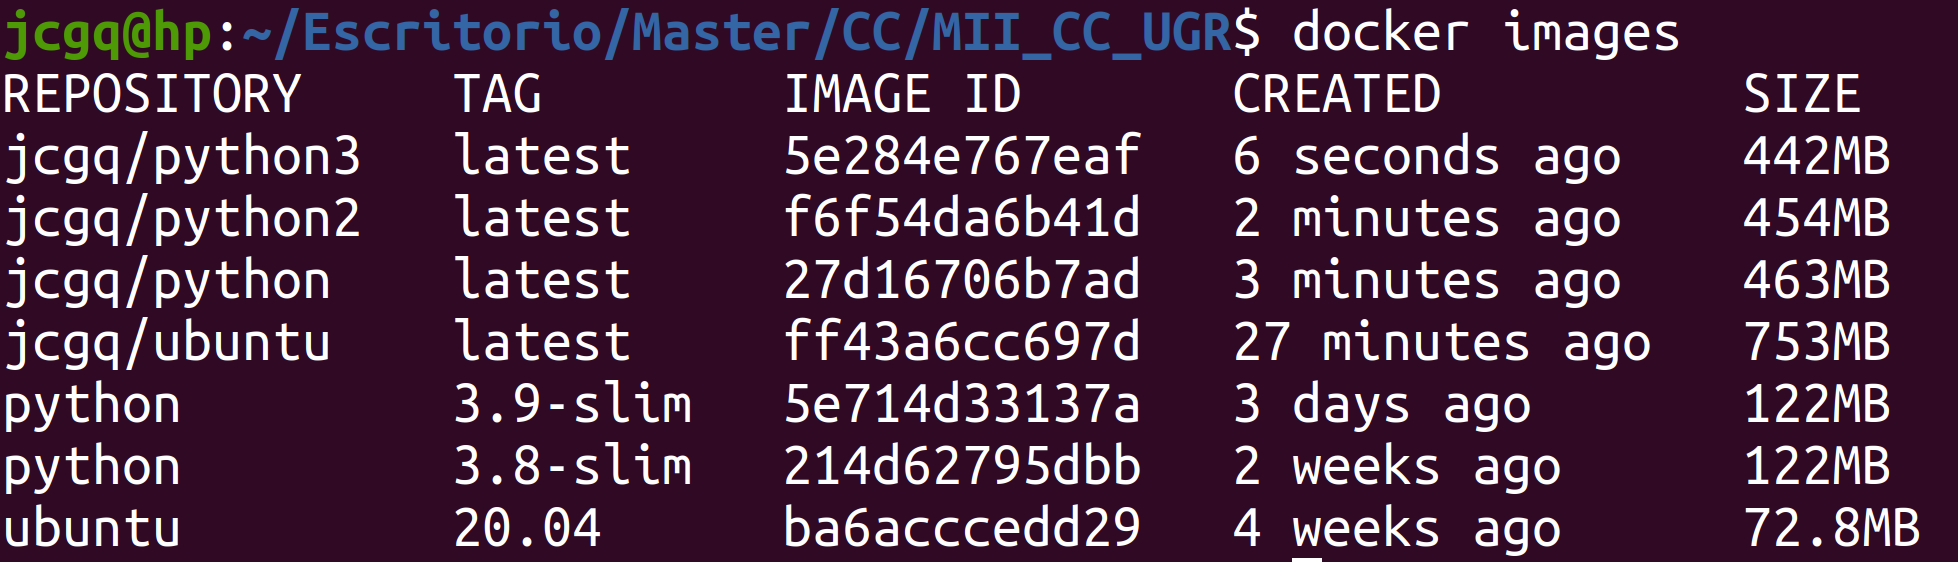 jcgq@hp:~/Escritorio/Master/CC/MII_CC_UGR$ docker images
REPOSITORY TAG IMAGE ID CREATED SIZE
jcgq/python3 latest 5e284e767eaf 6 seconds ago 442MB
jcgq/python2 latest f6f54da6b41d 2 minutes ago 454MB
jcgq/python latest 27d16706b7ad 3 minutes ago 463MB
jcgq/ubuntu latest ff43a6cc697d 27 minutes ago 753MB
python 3.9-slim 5e714d33137a 3 days ago 122MB
python 3.8-slim 214d62795dbb 2 weeks ago 122MB
ubuntu 20.04 ba6acccedd29 4 weeks ago 72.8MB